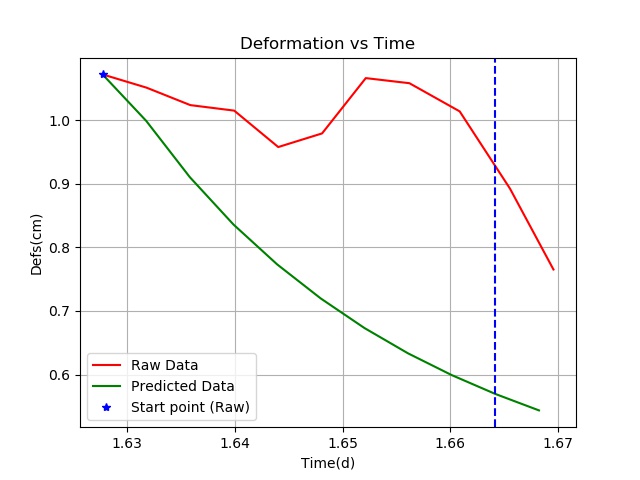 Deformation vs Time
Defs(cm)
1.0
0.9
0.8
0.7
0.6
Raw Data
Predicted Data
Start point (Raw)
1.63 1.64 1.65 1.66 1.67
Time(d)